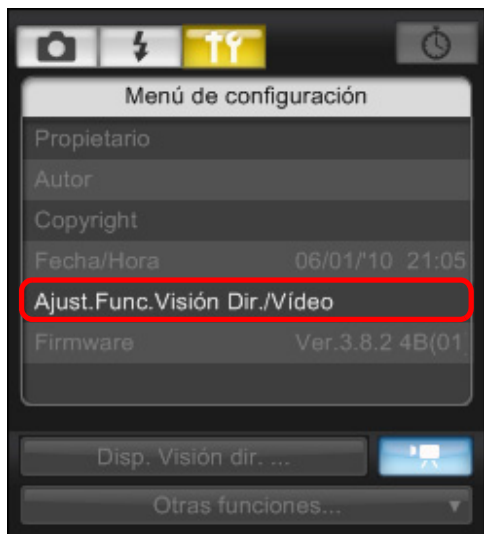 Menú de configuración
Propietario
Autor
Copyright
Fecha/Hora 06/01/'10 21:05
Ajust.Func.Visión Dir./Vídeo
Firmware Ver.3.8.2 4B(01
Disp. Visión dir. ...
Otras funciones...